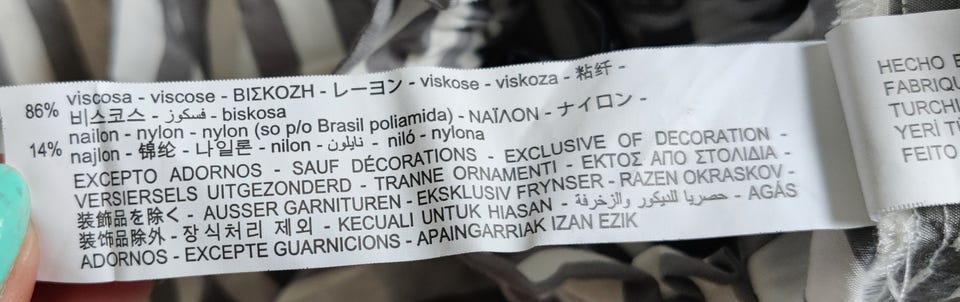 86% viscosa - viscose - ΒΙΣΚΟΖΗ - レーヨン - viskose - viskoza - 粘纤 -
비스코스 - فسكوز - biskosa
14% nailon - nylon - nylon (so p/o Brasil poliamida) - ΝΑΪΛΟΝ - ナイロン -
najlon - 锦纶 - 나일론 - nilon - نايلون - niló - nylona
EXCEPTO ADORNOS - SAUF DÉCORATIONS - EXCLUSIVE OF DECORATION -
VERSIERSELS UITGEZONDERD - TRANNE ORNAMENTI - ΕΚΤΟΣ ΑΠΟ ΣΤΟΛΙΔΙΑ -
装飾品を除く - AUSSER GARNITUREN - EKSKLUSIV FRYNSER - RAZEN OKRASKOV -
装饰品除外 - 장식처리 제외 - KECUALI UNTUK HIASAN - حصريا للديكور والزخرفة - AGÁS
ADORNOS - EXCEPTE GUARNICIONS - APAINGARRIAK IZAN EZIK
HECHO E
FABRIQU
TURCHI
YERİ TÜ
FEITO